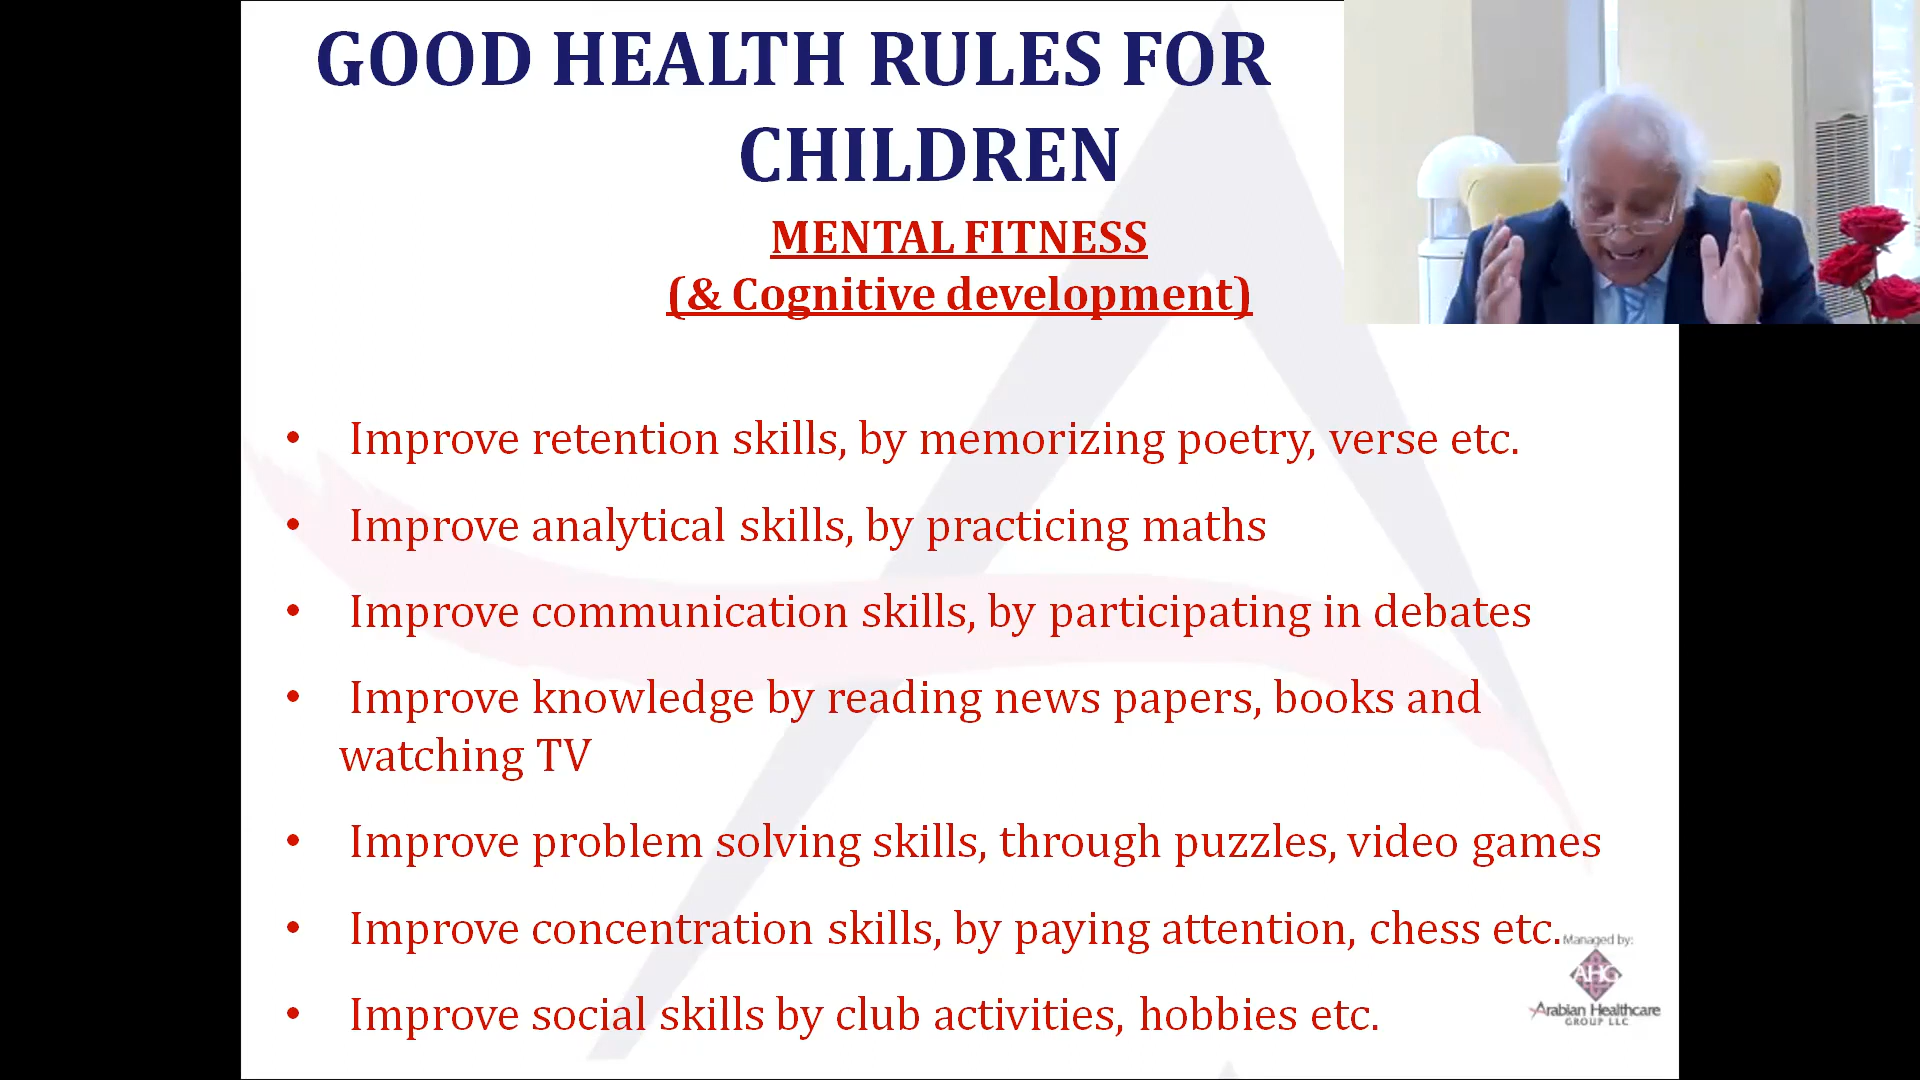 GOOD HEALTH RULES FOR
CHILDREN
MENTAL FITNESS
(& Cognitive development)
• Improve retention skills, by memorizing poetry, verse etc.
• Improve analytical skills, by practicing maths
• Improve communication skills, by participating in debates
• Improve knowledge by reading news papers, books and
watching TV
• Improve problem solving skills, through puzzles, video games
• Improve concentration skills, by paying attention, chess etc.
• Improve social skills by club activities, hobbies etc.
Managed by:
AHG
Arabian Healthcare
GROUP LLC